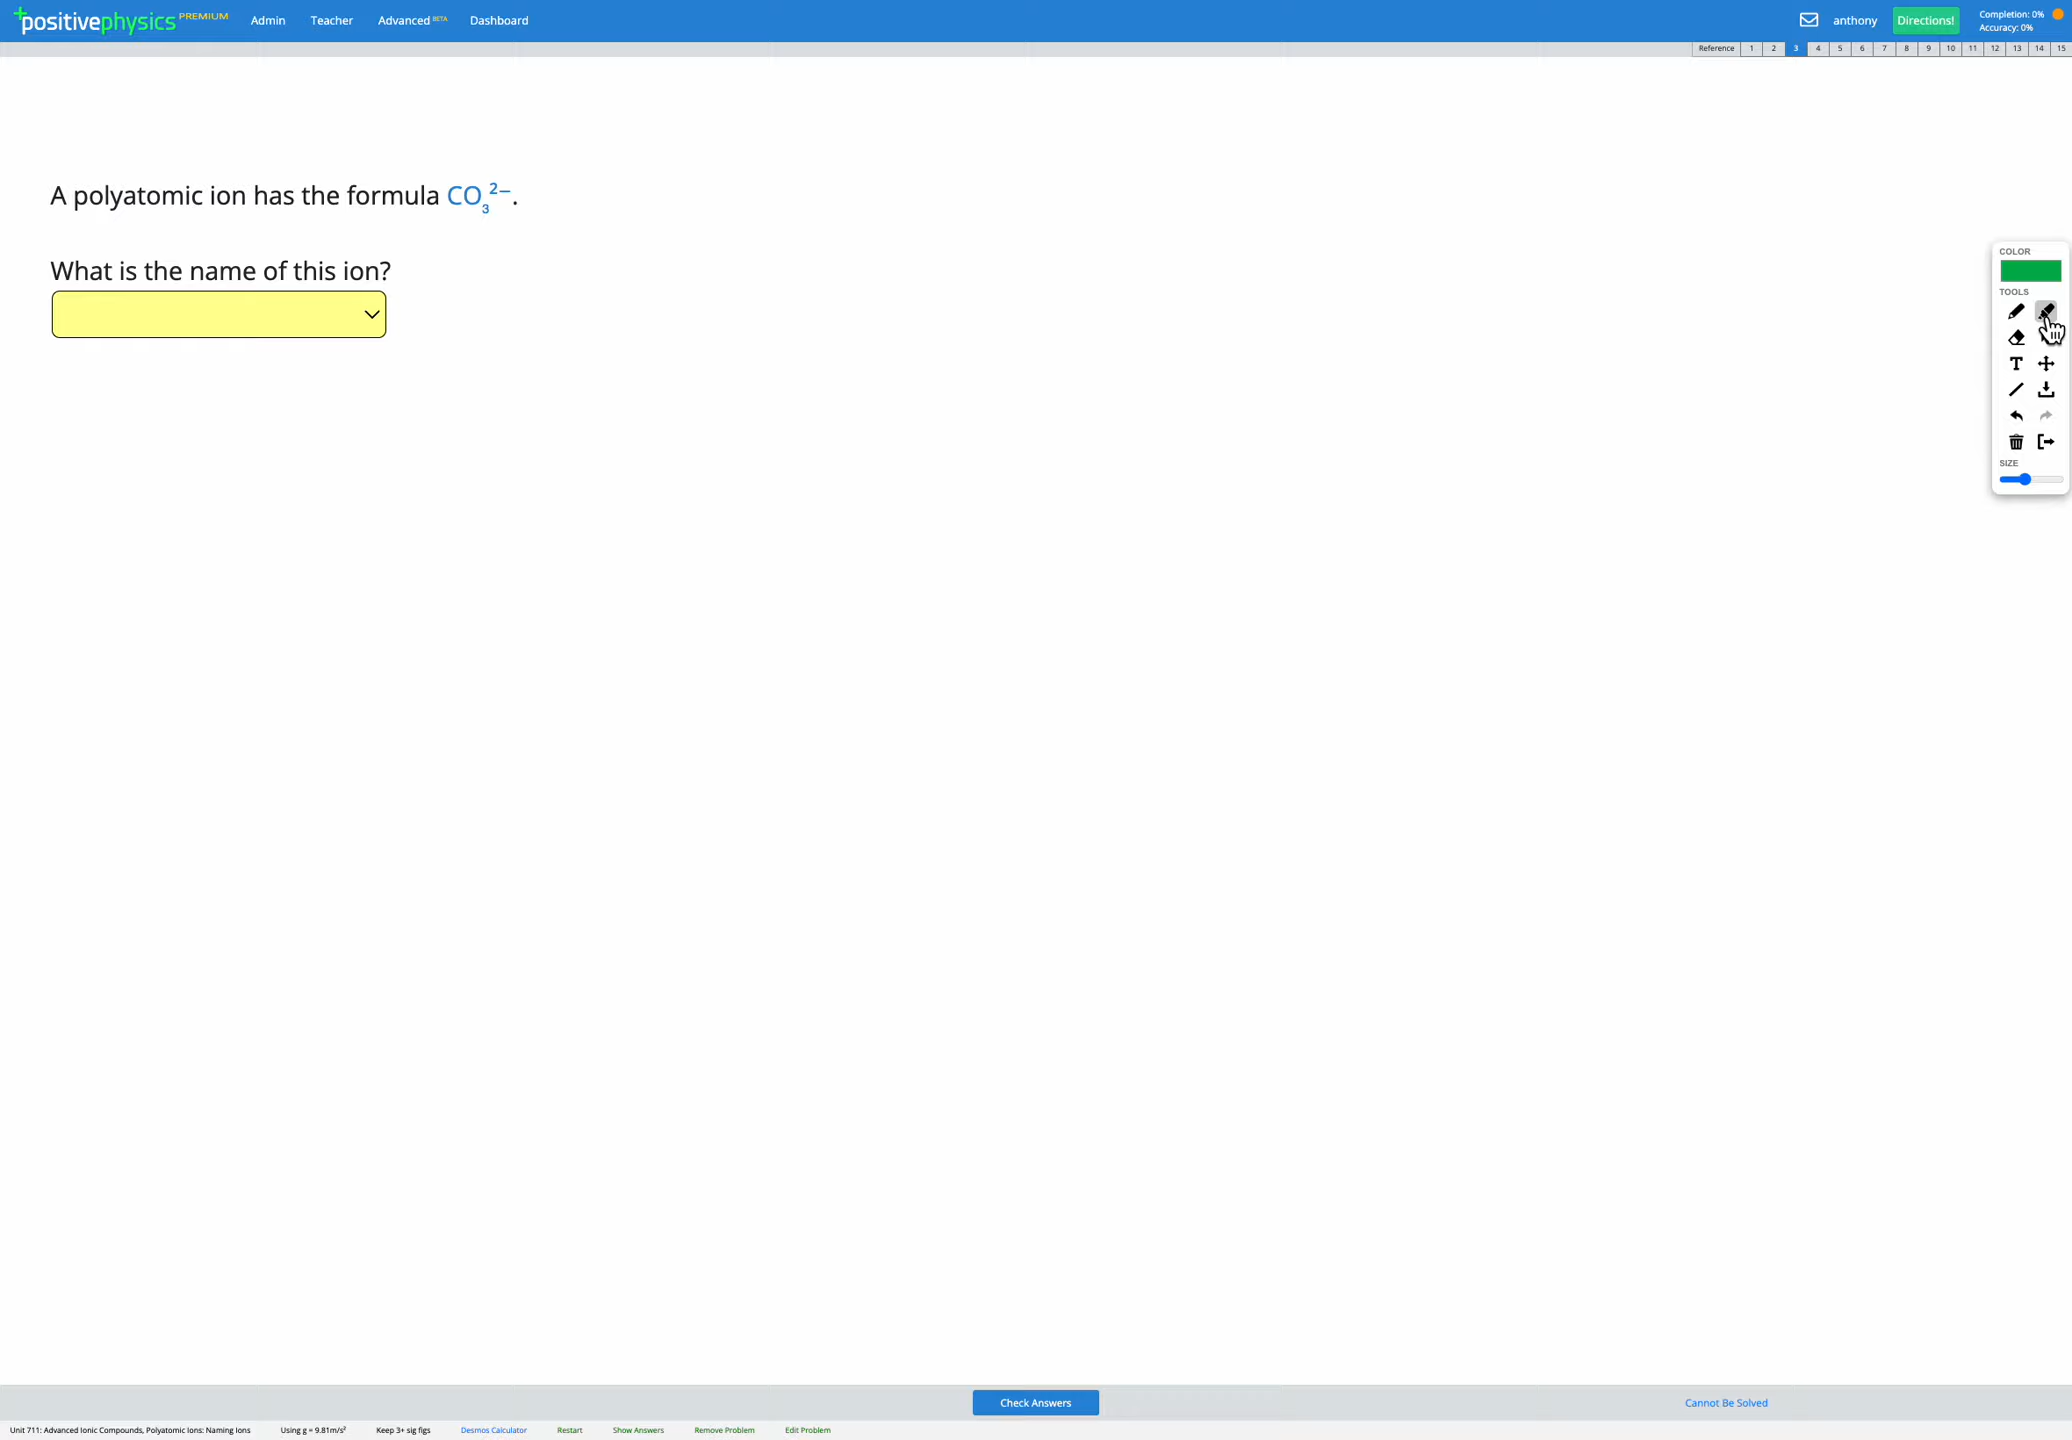 positivephysics PREMIUM Admin Teacher Advanced BETA Dashboard anthony Directions! Completion: 0%
Accuracy: 0%
Reference 1 2 3 4 5 6 7 8 9 10 11 12 13 14 15
A polyatomic ion has the formula CO₃²⁻.
What is the name of this ion?
COLOR
TOOLS
T
SIZE
Check Answers Cannot Be Solved
Unit 711: Advanced Ionic Compounds, Polyatomic Ions: Naming Ions Using g = 9.81m/s² Keep 3+ sig figs Desmos Calculator Restart Show Answers Remove Problem Edit Problem